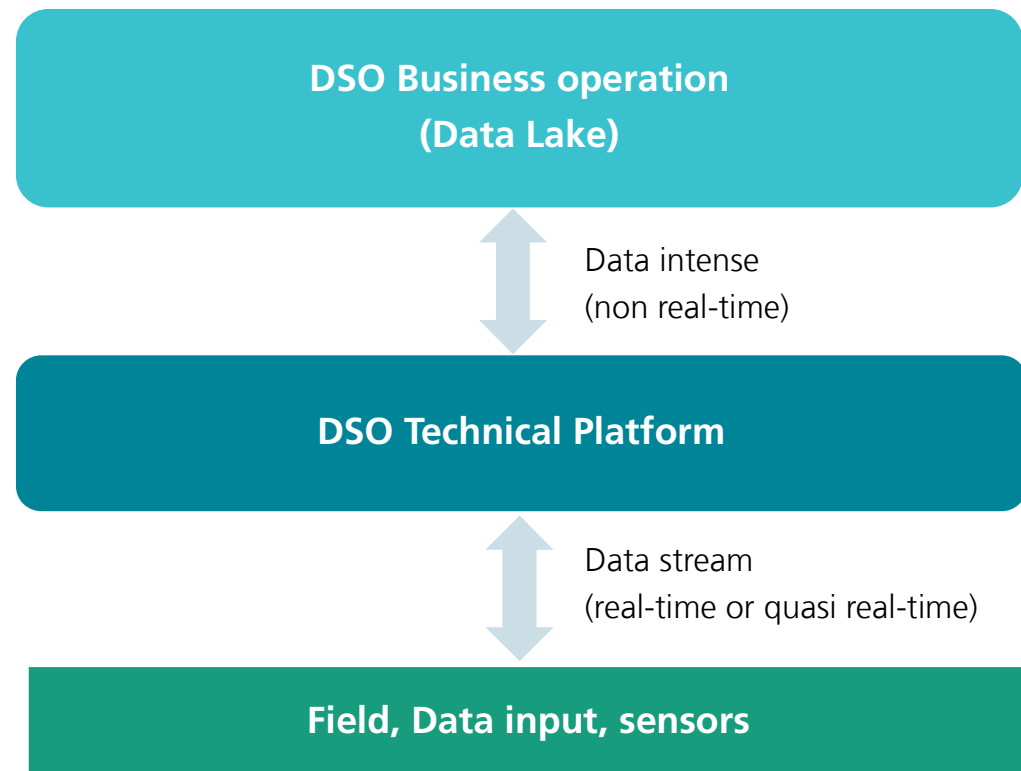 DSO Business operation
(Data Lake)
Data intense
(non real-time)
DSO Technical Platform
Data stream
(real-time or quasi real-time)
Field, Data input, sensors